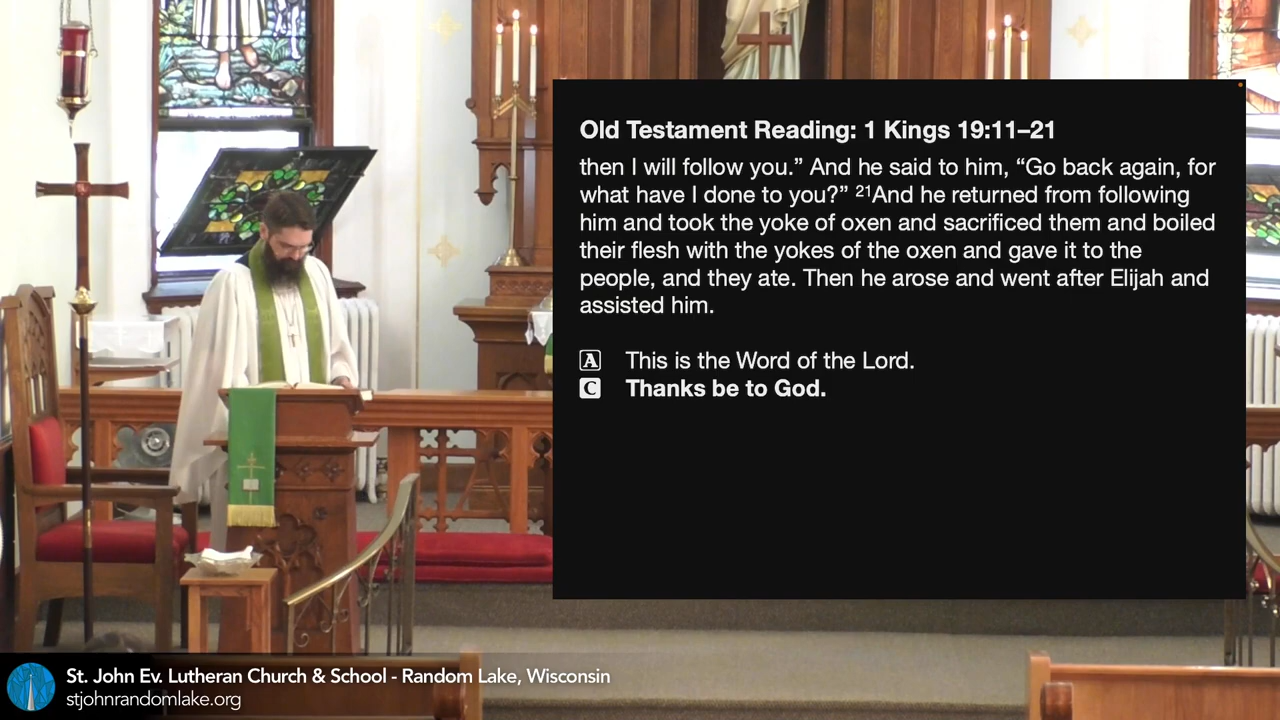 Old Testament Reading: 1 Kings 19:11–21
then I will follow you.” And he said to him, “Go back again, for
what have I done to you?” ²¹And he returned from following
him and took the yoke of oxen and sacrificed them and boiled
their flesh with the yokes of the oxen and gave it to the
people, and they ate. Then he arose and went after Elijah and
assisted him.
A This is the Word of the Lord.
C Thanks be to God.
St. John Ev. Lutheran Church & School - Random Lake, Wisconsin
stjohnrandomlake.org